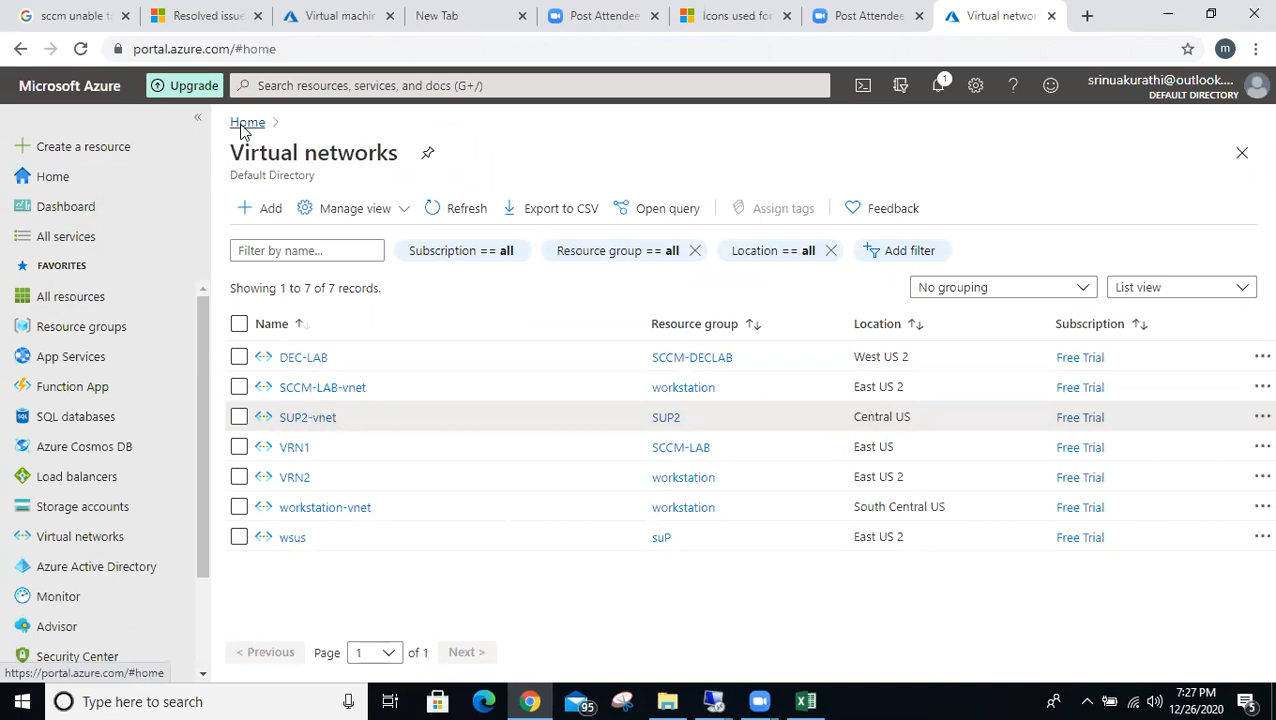 sccm unable t
Resolved issue
Virtual machin
New Tab
Post Attendee
Icons used for
Post Attendee
Virtual networ
portal.azure.com/#home
m
Microsoft Azure
Upgrade
Search resources, services, and docs (G+/)
1
srinuakurathi@outlook....
DEFAULT DIRECTORY
Create a resource
Home
Dashboard
All services
FAVORITES
All resources
Resource groups
App Services
Function App
SQL databases
Azure Cosmos DB
Load balancers
Storage accounts
Virtual networks
Azure Active Directory
Monitor
Advisor
Security Center
https://portal.azure.com/#home
Home
Virtual networks
Default Directory
Add
Manage view
Refresh
Export to CSV
Open query
Assign tags
Feedback
Filter by name...
Subscription == all
Resource group == all
Location == all
Add filter
Showing 1 to 7 of 7 records.
No grouping
List view
Name Resource group Location Subscription
DEC-LAB SCCM-DECLAB West US 2 Free Trial
SCCM-LAB-vnet workstation East US 2 Free Trial
SUP2-vnet SUP2 Central US Free Trial
VRN1 SCCM-LAB East US Free Trial
VRN2 workstation East US 2 Free Trial
workstation-vnet workstation South Central US Free Trial
wsus suP East US 2 Free Trial
< Previous Page 1 of 1 Next >
Type here to search
95
7:27 PM
12/26/2020
5